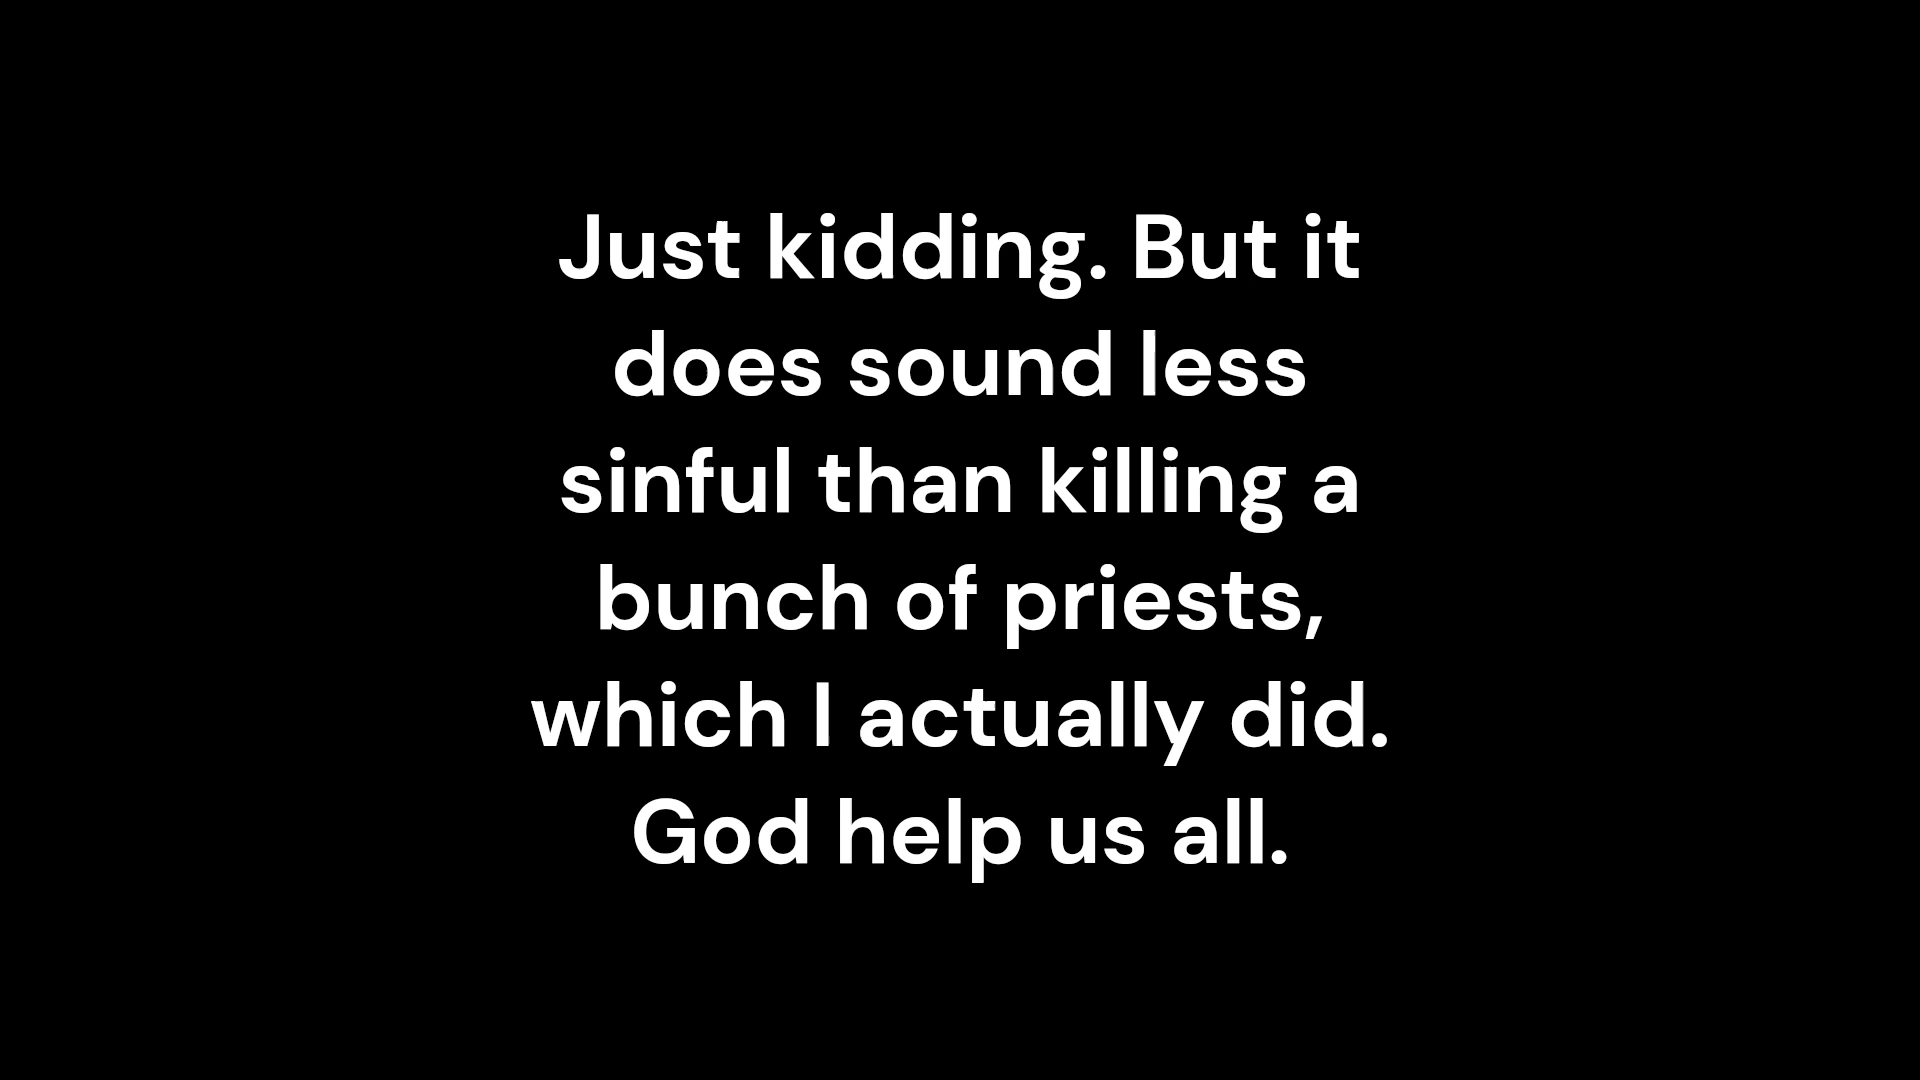 Just kidding. But it
does sound less
sinful than killing a
bunch of priests,
which I actually did.
God help us all.